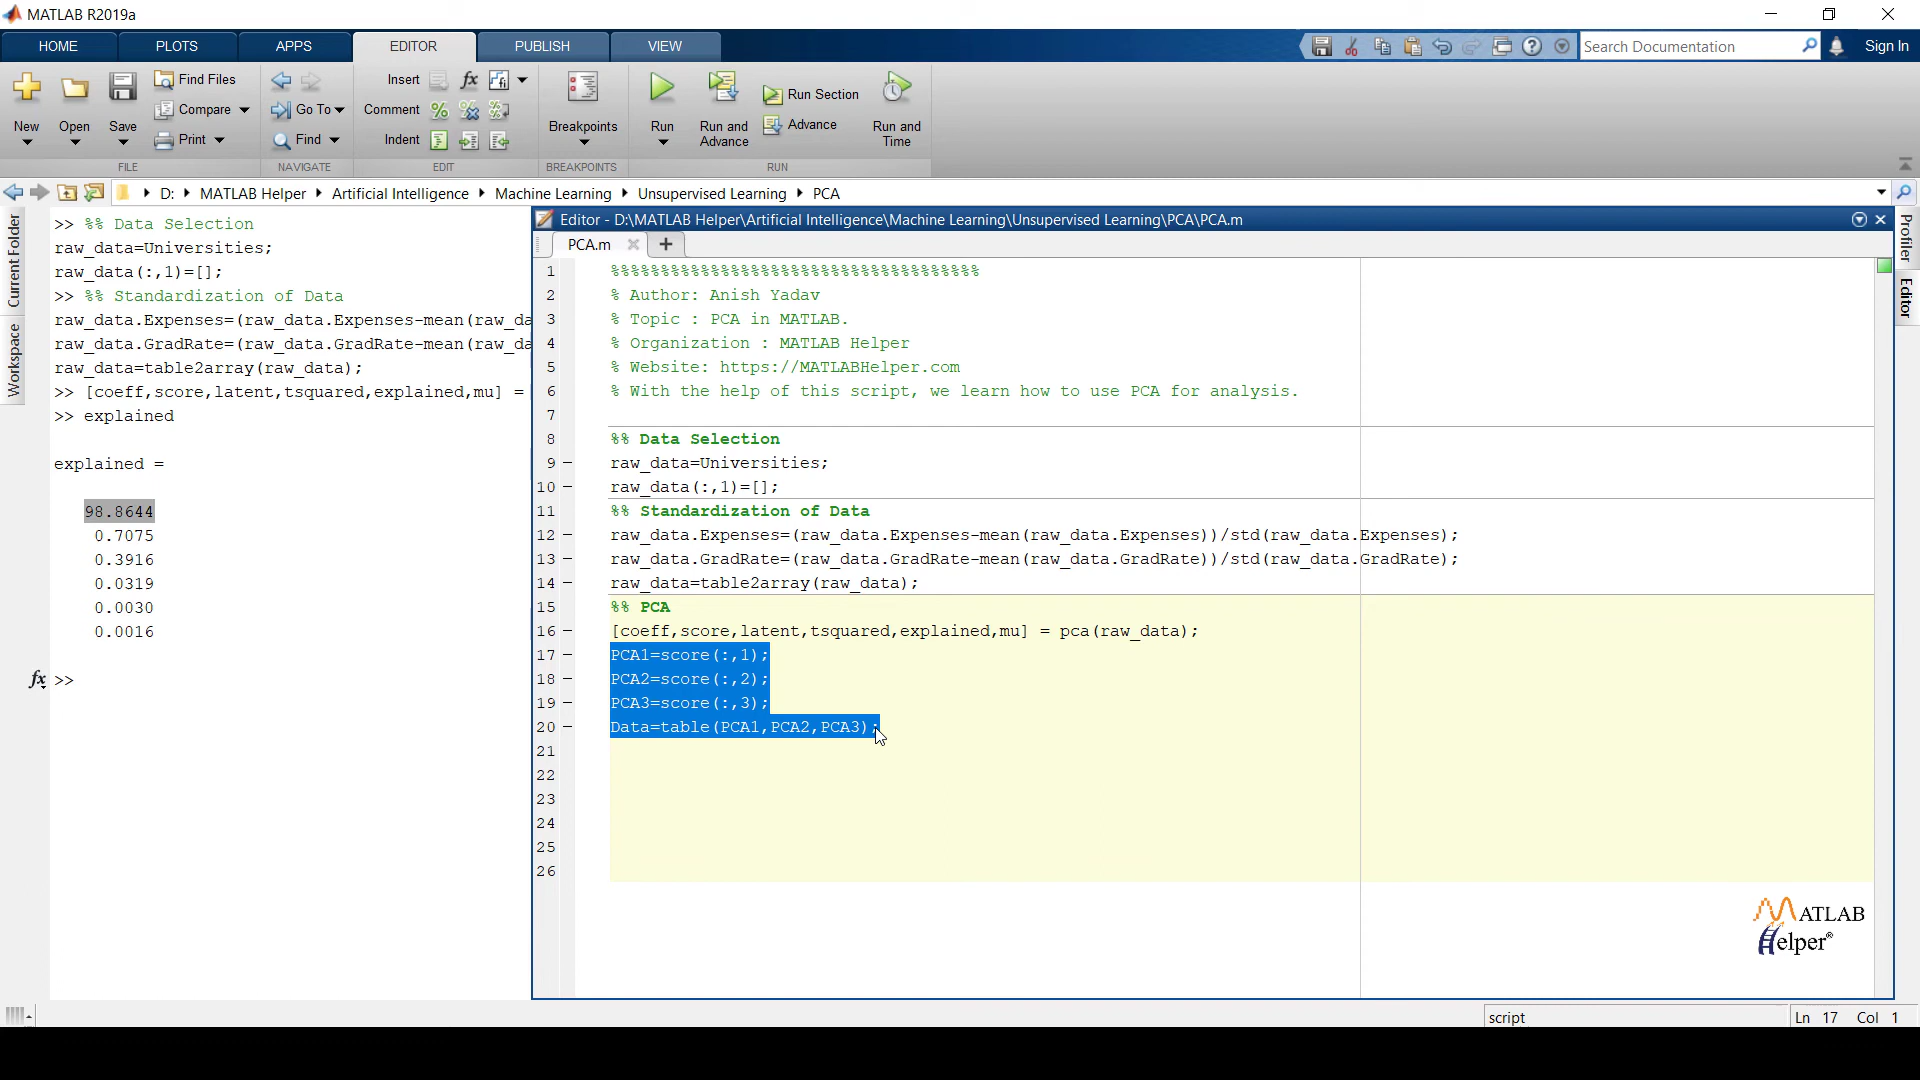 MATLAB R2019a
HOME PLOTS APPS EDITOR PUBLISH VIEW Search Documentation Sign In
New Open Save Find Files Compare Print
Go To Find
Insert Comment Indent
Breakpoints
Run Run and Advance Run Section Advance Run and Time
FILE NAVIGATE EDIT BREAKPOINTS RUN
D: MATLAB Helper Artificial Intelligence Machine Learning Unsupervised Learning PCA
Current Folder
Workspace
>> %% Data Selection
raw_data=Universities;
raw_data(:,1)=[];
>> %% Standardization of Data
raw_data.Expenses=(raw_data.Expenses-mean(raw_da
raw_data.GradRate=(raw_data.GradRate-mean(raw_da
raw_data=table2array(raw_data);
>> [coeff,score,latent,tsquared,explained,mu] =
>> explained
explained =
98.8644
0.7075
0.3916
0.0319
0.0030
0.0016
fx >>
Editor - D:\MATLAB Helper\Artificial Intelligence\Machine Learning\Unsupervised Learning\PCA\PCA.m
PCA.m
1 %%%%%%%%%%%%%%%%%%%%%%%%%%%%%%%%%%%%%
2 % Author: Anish Yadav
3 % Topic : PCA in MATLAB.
4 % Organization : MATLAB Helper
5 % Website: https://MATLABHelper.com
6 % With the help of this script, we learn how to use PCA for analysis.
7
8 %% Data Selection
9 raw_data=Universities;
10 raw_data(:,1)=[];
11 %% Standardization of Data
12 raw_data.Expenses=(raw_data.Expenses-mean(raw_data.Expenses))/std(raw_data.Expenses);
13 raw_data.GradRate=(raw_data.GradRate-mean(raw_data.GradRate))/std(raw_data.GradRate);
14 raw_data=table2array(raw_data);
15 %% PCA
16 [coeff,score,latent,tsquared,explained,mu] = pca(raw_data);
17 PCA1=score(:,1);
18 PCA2=score(:,2);
19 PCA3=score(:,3);
20 Data=table(PCA1,PCA2,PCA3);
21
22
23
24
25
26
Profiler
Editor
MATLAB
Helper®
script Ln 17 Col 1